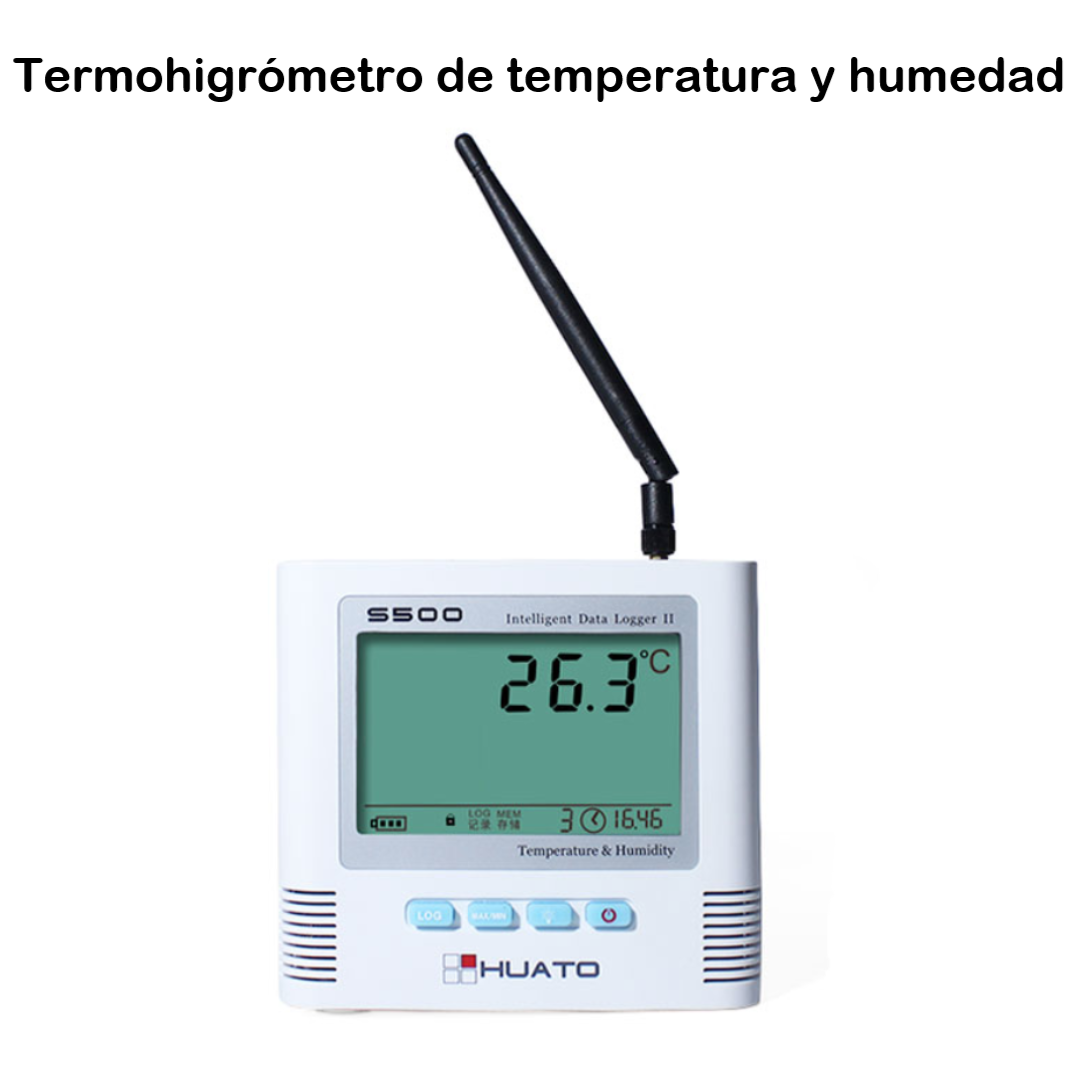 Termohigrómetro de temperatura y humedad
S500 Intelligent Data Logger II
26.3°C
LOG MEM
记录 存储 3 16.46
Temperature & Humidity
LOG MAX/MIN
HUATO